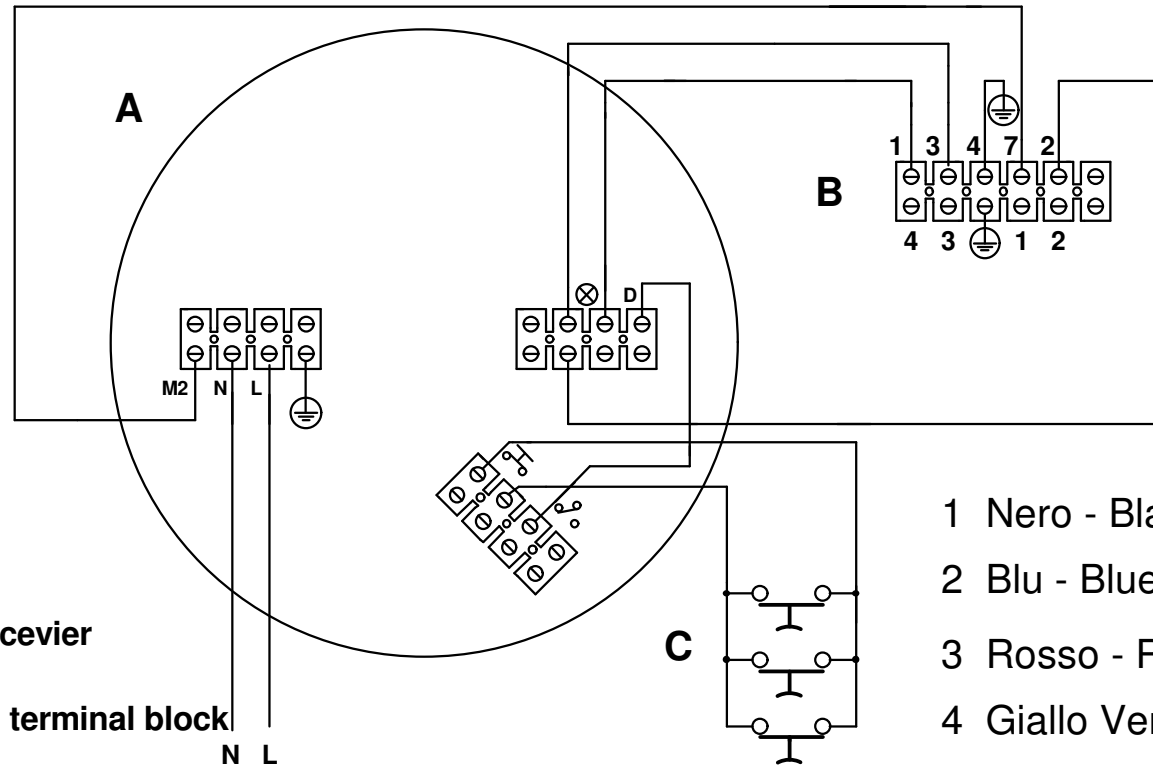 A
1 3 4 7 2
B
4 3 1 2
D
M2 N L
1 Nero - Bla
2 Blu - Blue
C
cevier
3 Rosso -
4 Giallo Ver
terminal block
N L